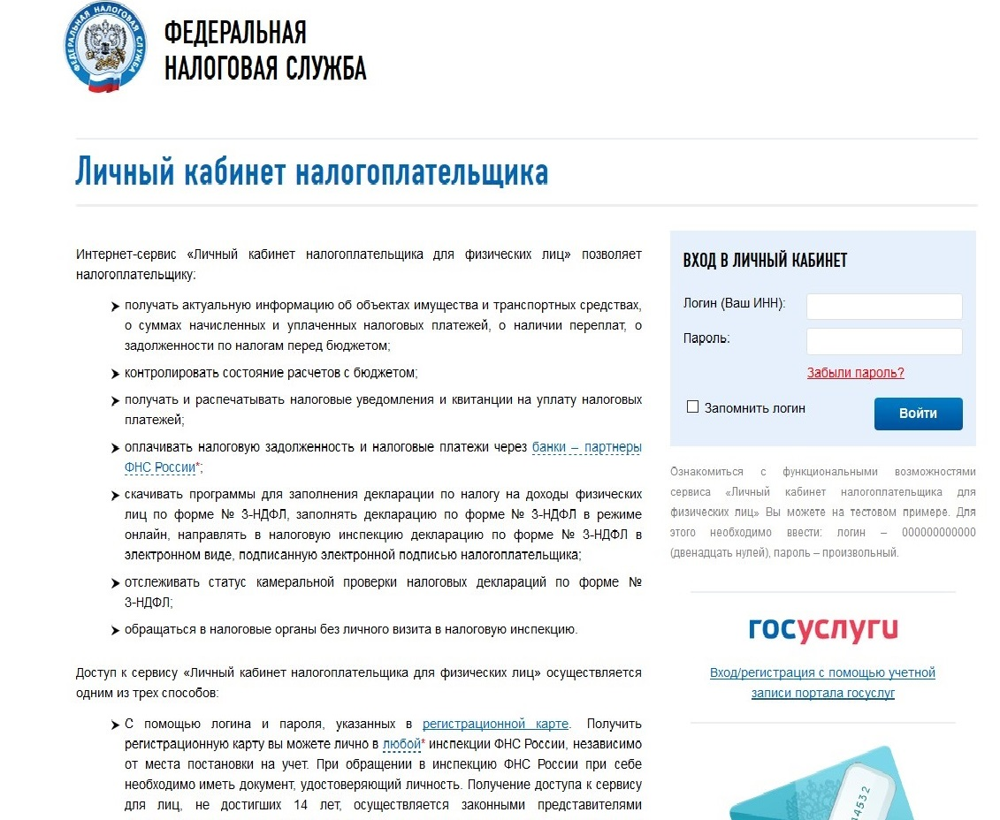 ФЕДЕРАЛЬНАЯ НАЛОГОВАЯ СЛУЖБА
ФЕДЕРАЛЬНАЯ
НАЛОГОВАЯ СЛУЖБА
Личный кабинет налогоплательщика
Интернет-сервис «Личный кабинет налогоплательщика для физических лиц» позволяет
налогоплательщику:
получать актуальную информацию об объектах имущества и транспортных средствах,
о суммах начисленных и уплаченных налоговых платежей, о наличии переплат, о
задолженности по налогам перед бюджетом;
контролировать состояние расчетов с бюджетом;
получать и распечатывать налоговые уведомления и квитанции на уплату налоговых
платежей;
оплачивать налоговую задолженность и налоговые платежи через банки – партнеры
ФНС России*;
скачивать программы для заполнения декларации по налогу на доходы физических
лиц по форме № 3-НДФЛ, заполнять декларацию по форме № 3-НДФЛ в режиме
онлайн, направлять в налоговую инспекцию декларацию по форме № 3-НДФЛ в
электронном виде, подписанную электронной подписью налогоплательщика;
отслеживать статус камеральной проверки налоговых деклараций по форме №
3-НДФЛ;
обращаться в налоговые органы без личного визита в налоговую инспекцию.
Доступ к сервису «Личный кабинет налогоплательщика для физических лиц» осуществляется
одним из трех способов:
С помощью логина и пароля, указанных в регистрационной карте. Получить
регистрационную карту вы можете лично в любой* инспекции ФНС России, независимо
от места постановки на учет. При обращении в инспекцию ФНС России при себе
необходимо иметь документ, удостоверяющий личность. Получение доступа к сервису
для лиц, не достигших 14 лет, осуществляется законными представителями
ВХОД В ЛИЧНЫЙ КАБИНЕТ
Логин (Ваш ИНН):
Пароль:
Забыли пароль?
Запомнить логин
Войти
Ознакомиться с функциональными возможностями
сервиса «Личный кабинет налогоплательщика для
физических лиц» Вы можете на тестовом примере. Для
этого необходимо ввести: логин – 000000000000
(двенадцать нулей), пароль – произвольный.
госуслуги
Вход/регистрация с помощью учетной
записи портала госуслуг
44532